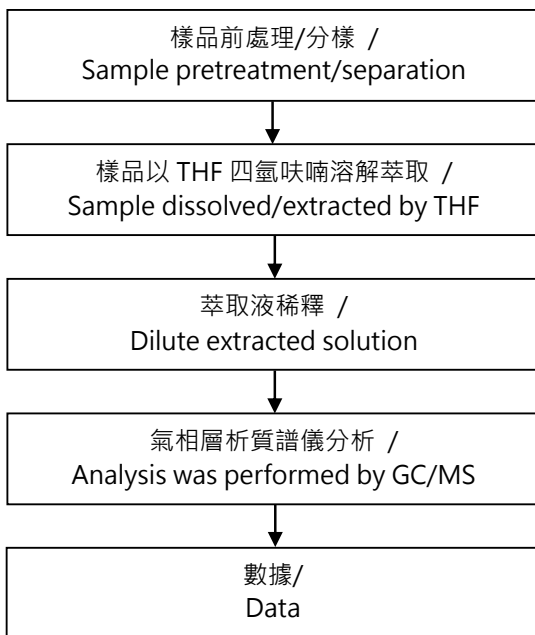 樣品前處理/分樣 /
Sample pretreatment/separation
樣品以 THF 四氫呋喃溶解萃取 /
Sample dissolved/extracted by THF
萃取液稀釋 /
Dilute extracted solution
氣相層析質譜儀分析 /
Analysis was performed by GC/MS
數據/
Data